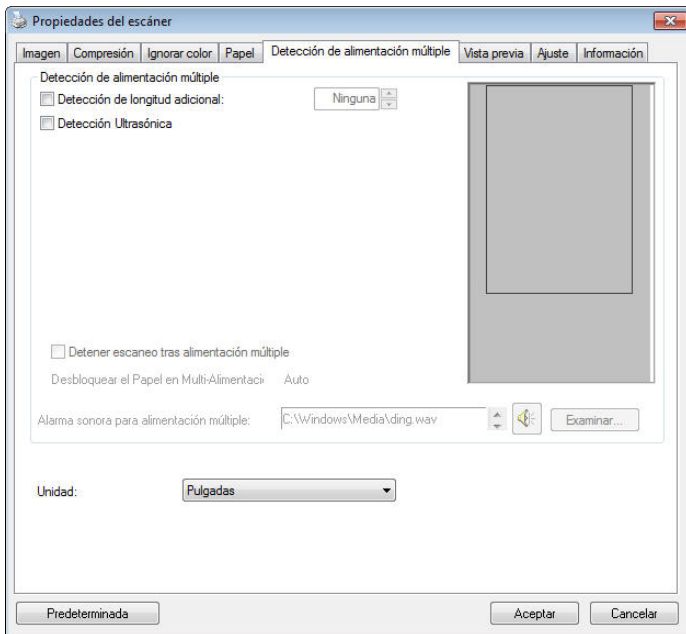 Propiedades del escáner
Imagen Compresión Ignorar color Papel Detección de alimentación múltiple Vista previa Ajuste Información
Detección de alimentación múltiple
Detección de longitud adicional: Ninguna
Detección Ultrasónica
Detener escaneo tras alimentación múltiple
Desbloquear el Papel en Multi-Alimentaci Auto
Alarma sonora para alimentación múltiple: C:\Windows\Media\ding.wav Examinar...
Unidad: Pulgadas
Predeterminada Aceptar Cancelar